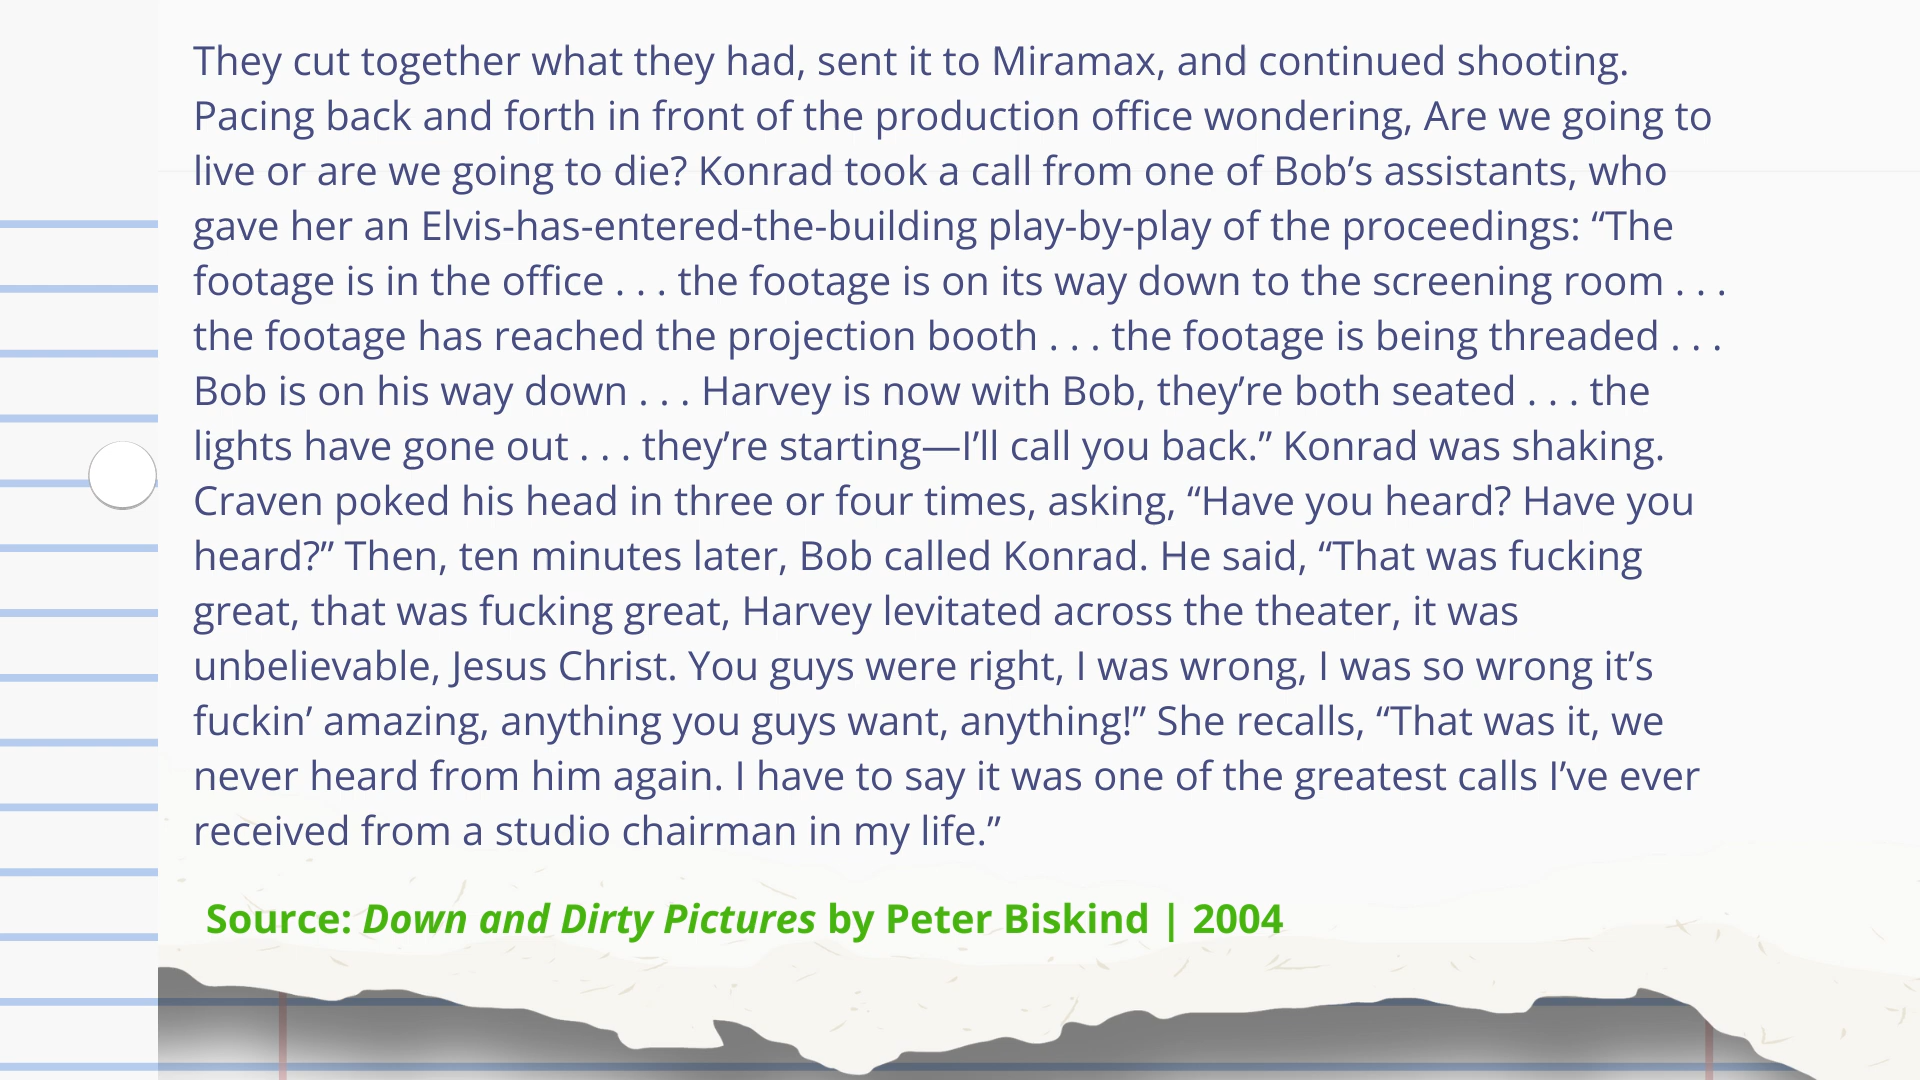 They cut together what they had, sent it to Miramax, and continued shooting.
Pacing back and forth in front of the production office wondering, Are we going to
live or are we going to die? Konrad took a call from one of Bob’s assistants, who
gave her an Elvis-has-entered-the-building play-by-play of the proceedings: “The
footage is in the office . . . the footage is on its way down to the screening room . . .
the footage has reached the projection booth . . . the footage is being threaded . . .
Bob is on his way down . . . Harvey is now with Bob, they’re both seated . . . the
lights have gone out . . . they’re starting—I’ll call you back.” Konrad was shaking.
Craven poked his head in three or four times, asking, “Have you heard? Have you
heard?” Then, ten minutes later, Bob called Konrad. He said, “That was fucking
great, that was fucking great, Harvey levitated across the theater, it was
unbelievable, Jesus Christ. You guys were right, I was wrong, I was so wrong it’s
fuckin’ amazing, anything you guys want, anything!” She recalls, “That was it, we
never heard from him again. I have to say it was one of the greatest calls I’ve ever
received from a studio chairman in my life.”
Source: Down and Dirty Pictures by Peter Biskind | 2004